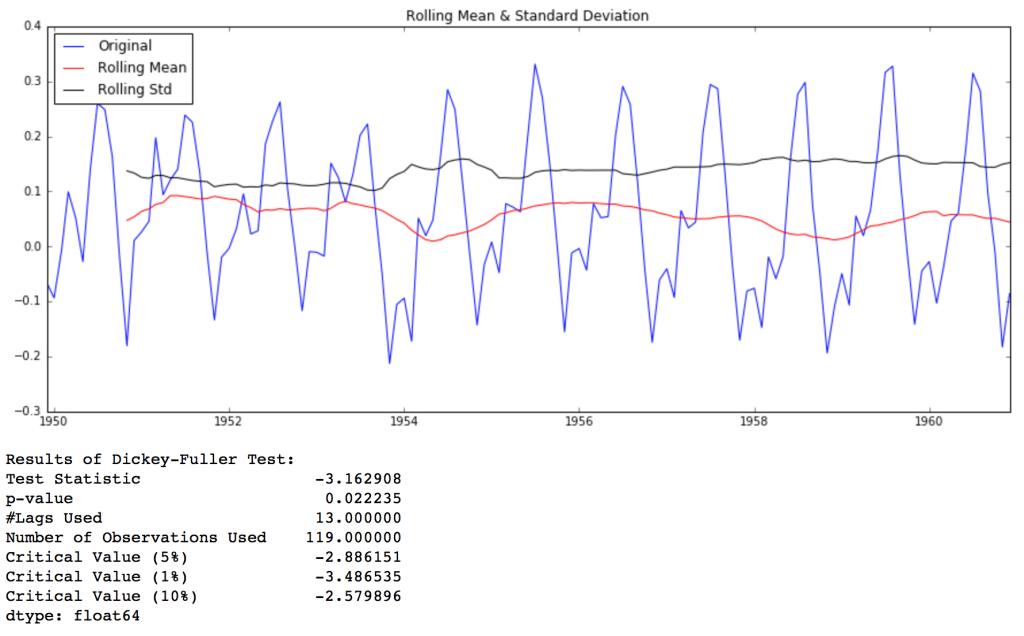 Rolling Mean & Standard Deviation
0.4
Original
Rolling Mean
Rolling Std
0.3
0.2
0.1
0.0
−0.1
−0.2
−0.3
1950 1952 1954 1956 1958 1960
Results of Dickey-Fuller Test:
Test Statistic -3.162908
p-value 0.022235
#Lags Used 13.000000
Number of Observations Used 119.000000
Critical Value (5%) -2.886151
Critical Value (1%) -3.486535
Critical Value (10%) -2.579896
dtype: float64